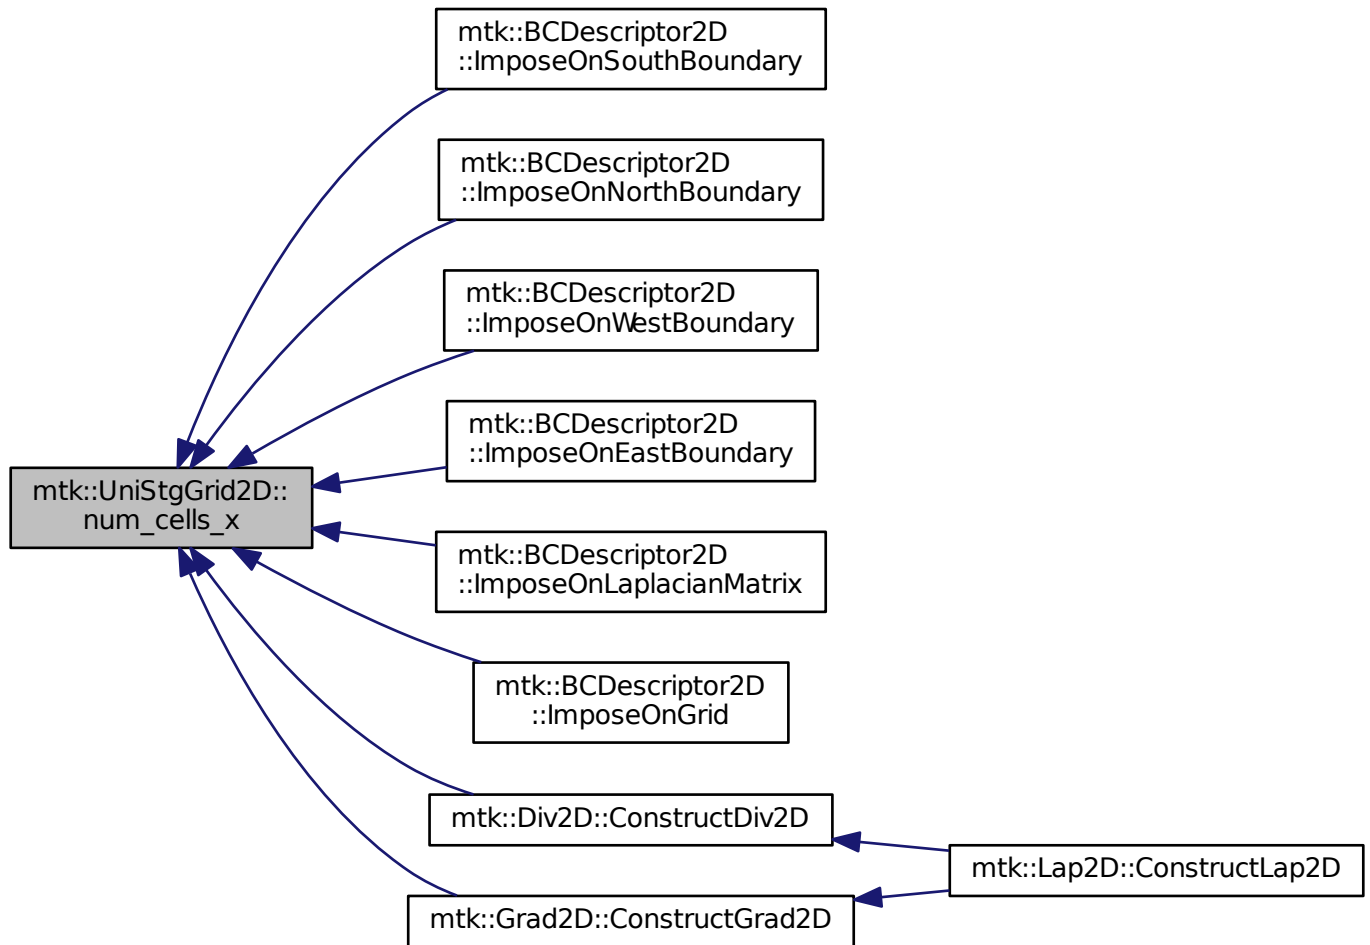 mtk::BCDescriptor2D
::ImposeOnSouthBoundary
mtk::BCDescriptor2D
::ImposeOnNorthBoundary
mtk::BCDescriptor2D
::ImposeOnWestBoundary
mtk::BCDescriptor2D
::ImposeOnEastBoundary
mtk::UniStgGrid2D::
num_cells_x
mtk::BCDescriptor2D
::ImposeOnLaplacianMatrix
mtk::BCDescriptor2D
::ImposeOnGrid
mtk::Div2D::ConstructDiv2D
mtk::Lap2D::ConstructLap2D
mtk::Grad2D::ConstructGrad2D